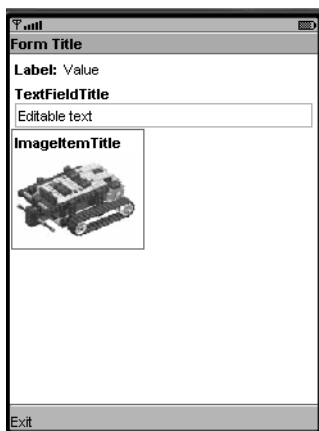 Form Title
Label: Value
TextFieldTitle
Editable text
ImageItemTitle
Exit